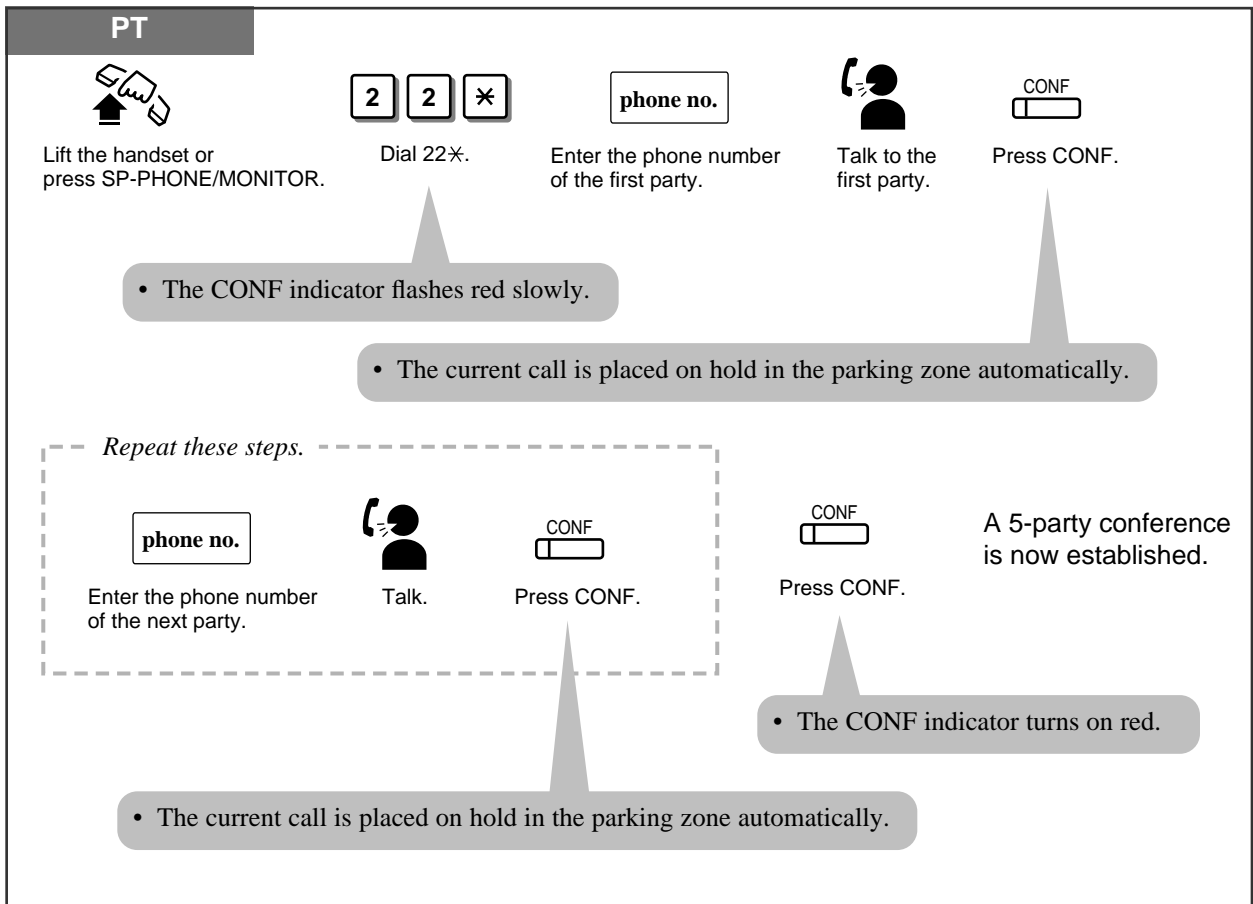 PT
2 2 ✳
phone no.
CONF
Lift the handset or
press SP-PHONE/MONITOR.
Dial 22✳.
Enter the phone number
of the first party.
Talk to the
first party.
Press CONF.
• The CONF indicator flashes red slowly.
• The current call is placed on hold in the parking zone automatically.
Repeat these steps.
phone no.
CONF
Enter the phone number
of the next party.
Talk.
Press CONF.
CONF
Press CONF.
A 5-party conference
is now established.
• The CONF indicator turns on red.
• The current call is placed on hold in the parking zone automatically.